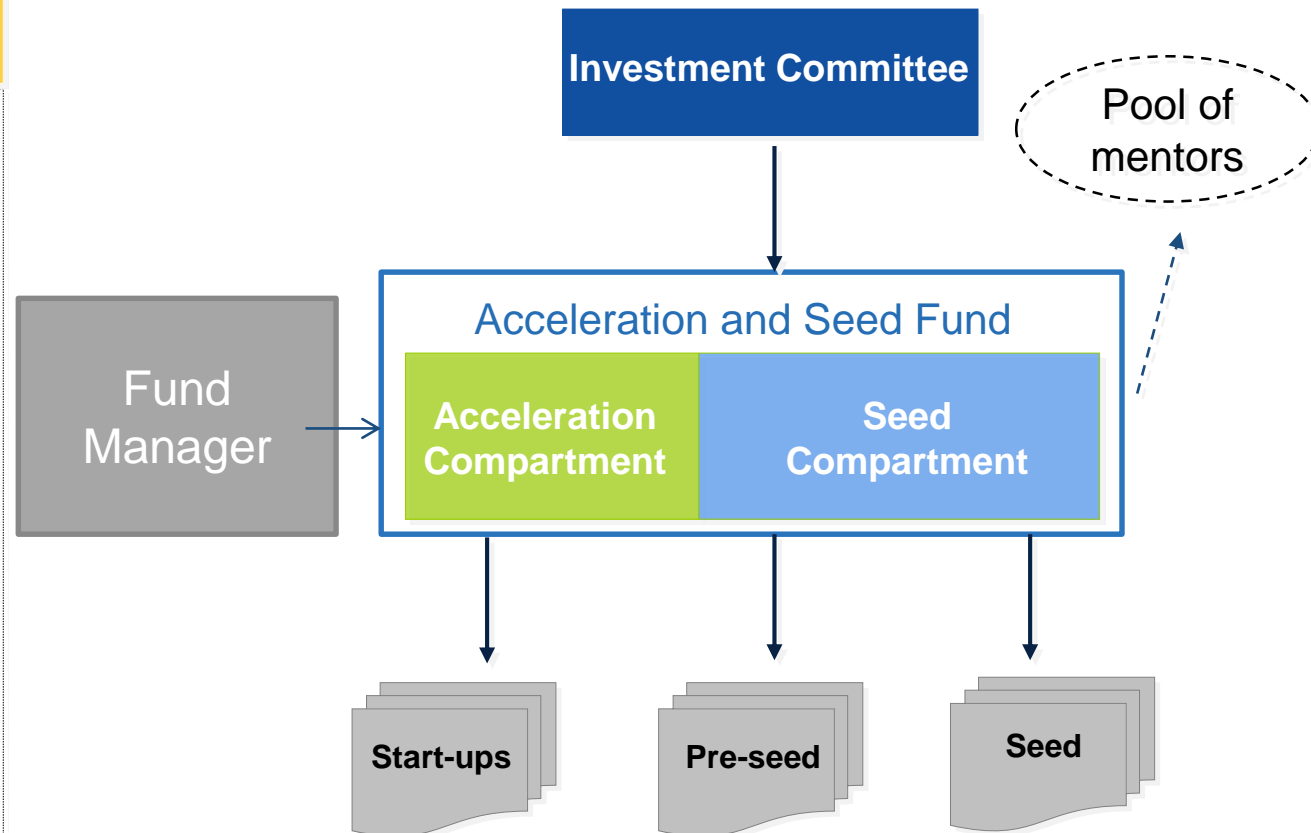 Investment Committee
Pool of
mentors
Acceleration and Seed Fund
Fund
Manager
Acceleration
Compartment
Seed
Compartment
Start-ups
Pre-seed
Seed